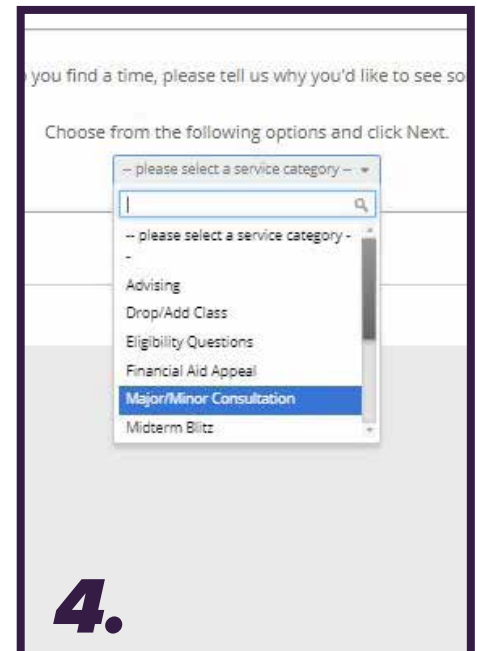 you find a time, please tell us why you'd like to see so
Choose from the following options and click Next.
-- please select a service category --
-- please select a service category -
-
Advising
Drop/Add Class
Eligibility Questions
Financial Aid Appeal
Major/Minor Consultation
Midterm Blitz
4.